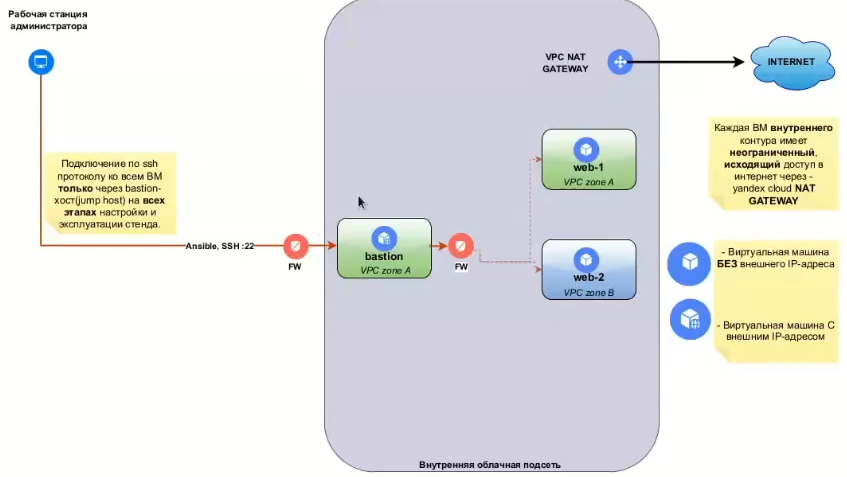 Рабочая станция
администратора
VPC NAT
GATEWAY
INTERNET
Подключение по ssh
протоколу ко всем ВМ
только через bastion-
хост(jump host) на всех
этапах настройки и
эксплуатации стенда.
Каждая ВМ внутреннего
контура имеет
неограниченный,
исходящий доступ в
интернет через -
yandex cloud NAT
GATEWAY
web-1
VPC zone A
Ansible, SSH :22
FW
bastion
VPC zone A
FW
web-2
VPC zone B
- Виртуальная машина
БЕЗ внешнего IP-адреса
- Виртуальная машина С
внешним IP-адресом
Внутренняя облачная подсеть